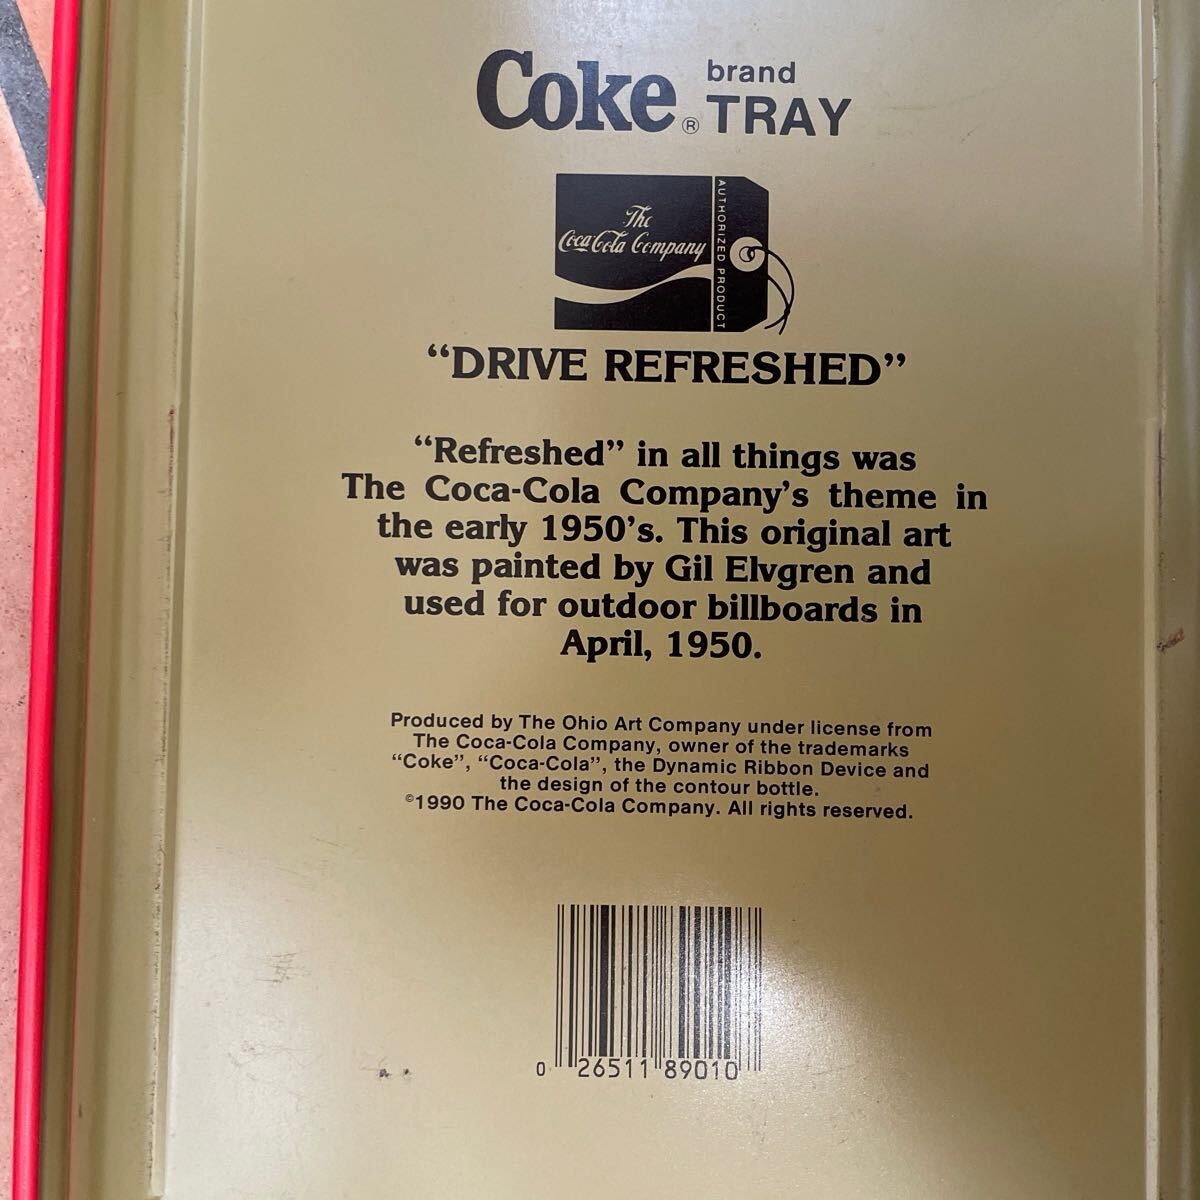 Coke® brand TRAY
The
Coca-Cola Company
AUTHORIZED PRODUCT
“DRIVE REFRESHED”
“Refreshed” in all things was
The Coca-Cola Company’s theme in
the early 1950’s. This original art
was painted by Gil Elvgren and
used for outdoor billboards in
April, 1950.
Produced by The Ohio Art Company under license from
The Coca-Cola Company, owner of the trademarks
“Coke”, “Coca-Cola”, the Dynamic Ribbon Device and
the design of the contour bottle.
©1990 The Coca-Cola Company. All rights reserved.
0 26511 89010